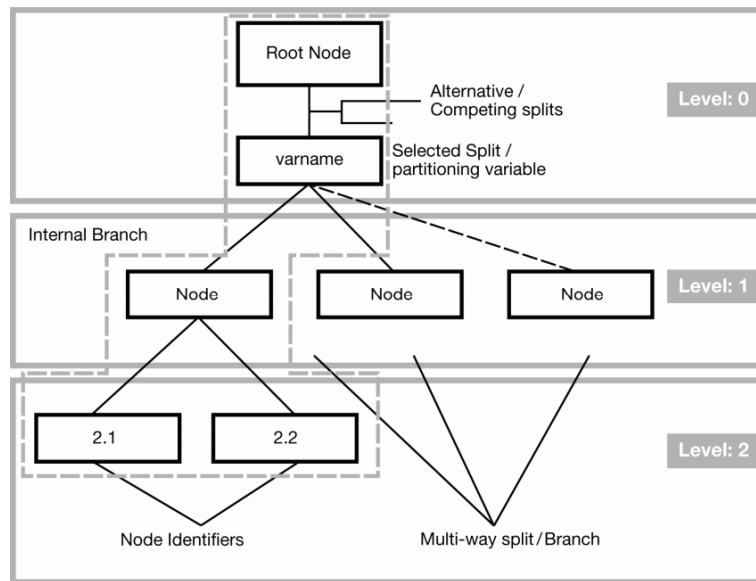 Root Node
Alternative /
Competing splits
Level: 0
varname
Selected Split /
partitioning variable
Internal Branch
Node
Node
Node
Level: 1
2.1
2.2
Level: 2
Node Identifiers
Multi-way split/Branch